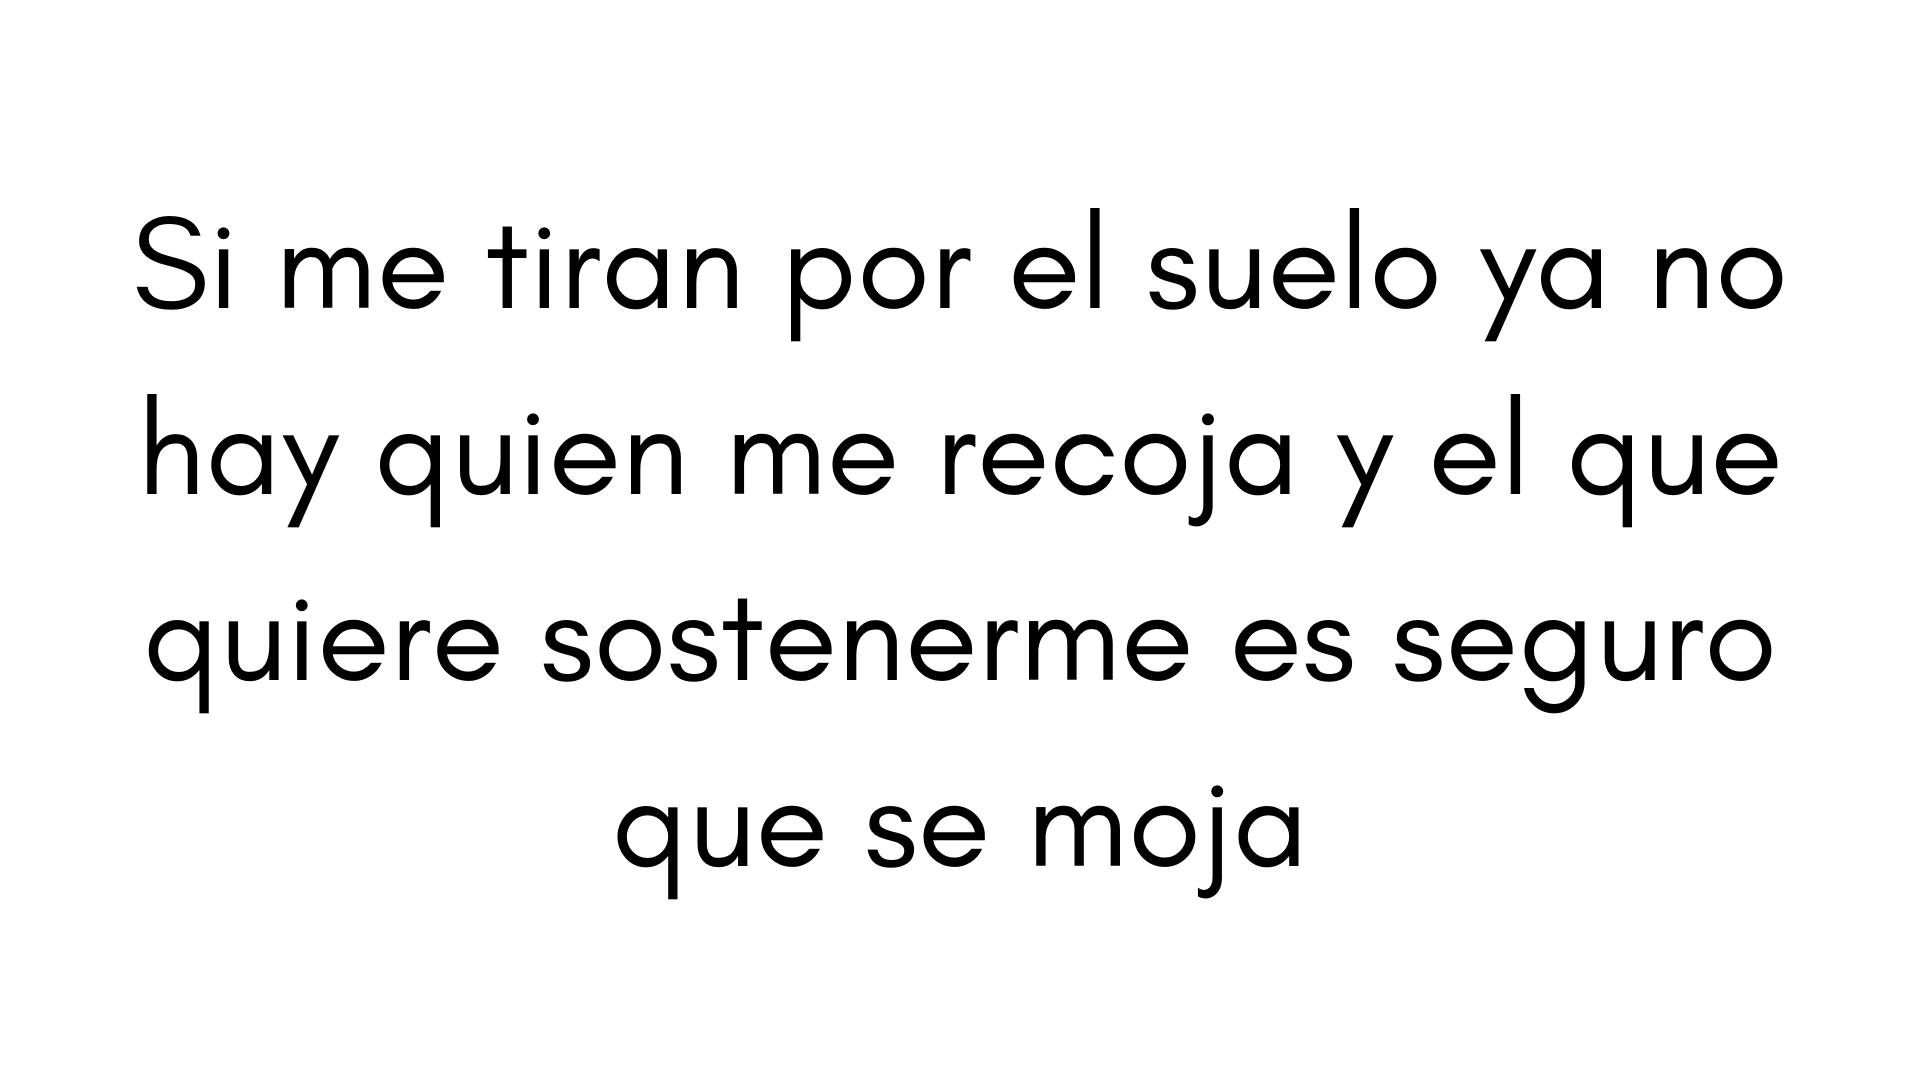 Si me tiran por el suelo ya no
hay quien me recoja y el que
quiere sostenerme es seguro
que se moja